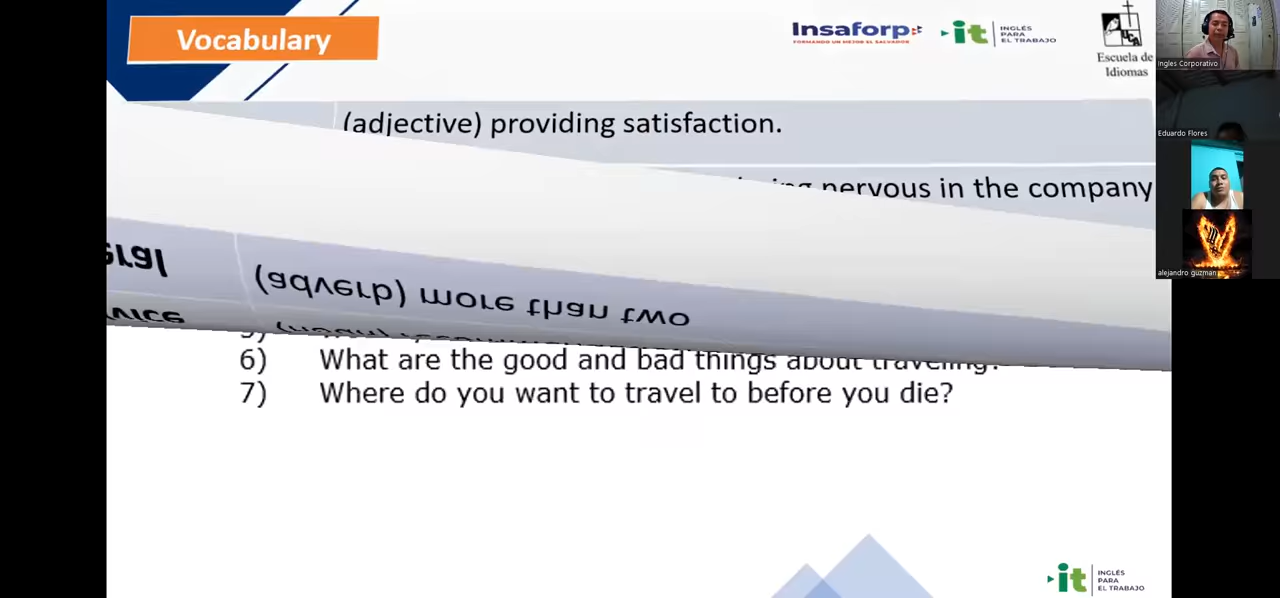 Vocabulary
Insaforp
FORMANDO UN MEJOR EL SALVADOR
it
INGLÉS
PARA
EL TRABAJO
UCA
Escuela de
Idiomas
Ingles Corporativo
Eduardo Flores
alejandro guzman
(adjective) providing satisfaction.
nervous in the company
(adverb) more than two
6) What are the good and bad things about traveling?
7) Where do you want to travel to before you die?
it
INGLÉS
PARA
EL TRABAJO